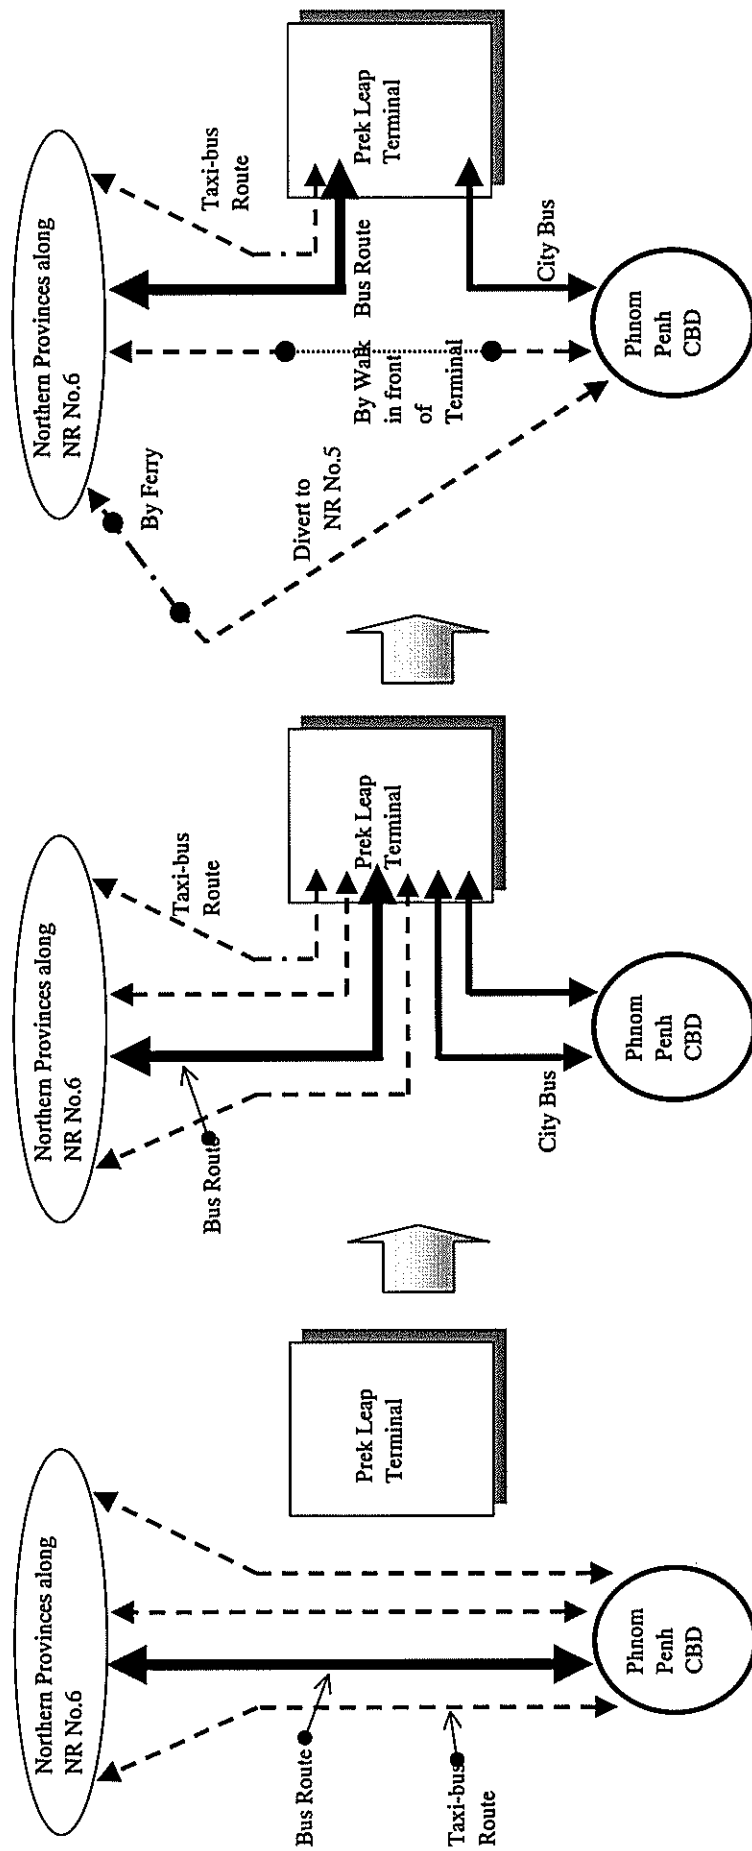 Northern Provinces along
NR No.6
Bus Route
Taxi-bus
Route
Prek Leap
Terminal
Phnom
Penh
CBD
Northern Provinces along
NR No.6
Bus Route
Taxi-bus
Route
Prek Leap
Terminal
City Bus
Phnom
Penh
CBD
Northern Provinces along
NR No.6
By Ferry
Divert to
NR No.5
Taxi-bus
Route
Bus Route
By Walk
in front
of
Terminal
Prek Leap
Terminal
City Bus
Phnom
Penh
CBD